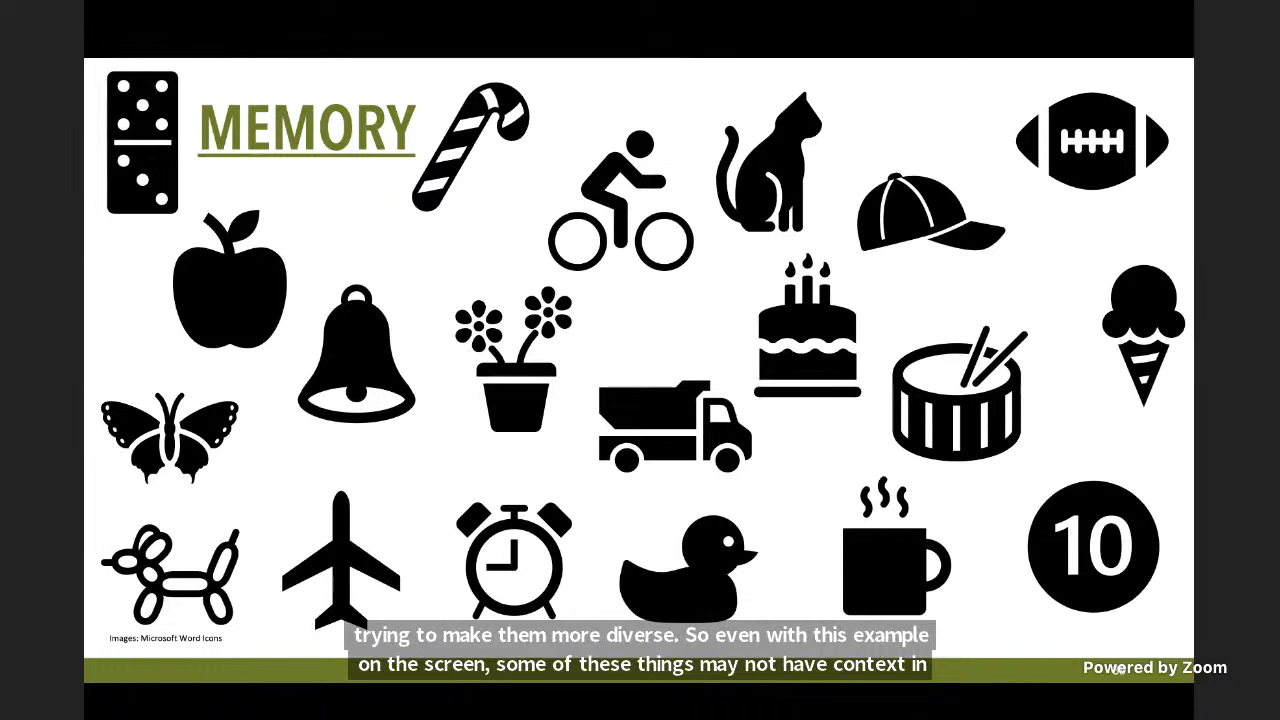 MEMORY
10
Images: Microsoft Word Icons
trying to make them more diverse. So even with this example
on the screen, some of these things may not have context in
Powered by Zoom